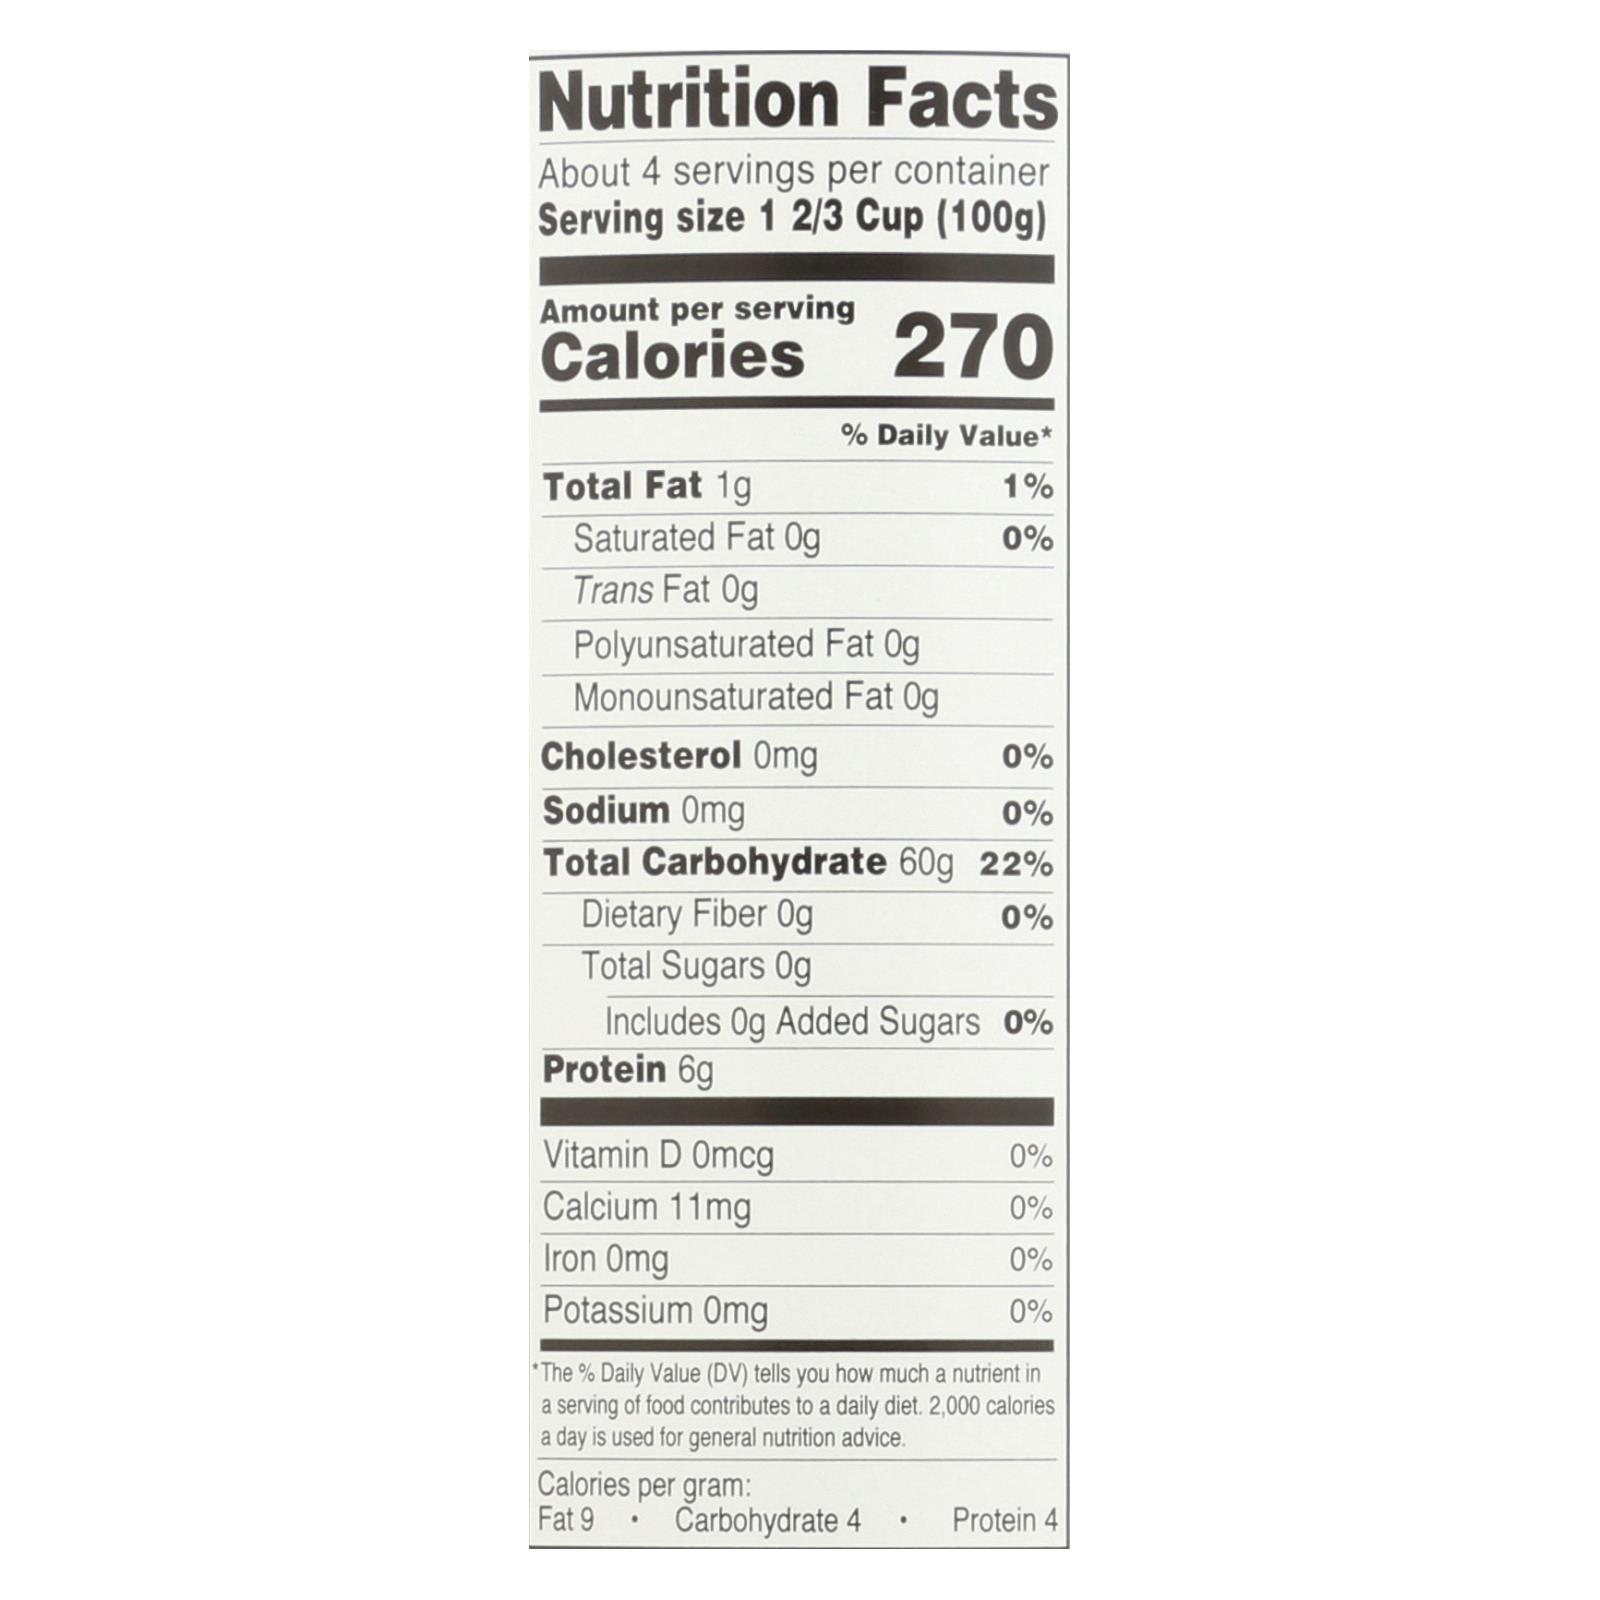 Nutrition Facts
About 4 servings per container
Serving size 1 2/3 Cup (100g)
Amount per serving
Calories 270
% Daily Value*
Total Fat 1g 1%
Saturated Fat 0g 0%
Trans Fat 0g
Polyunsaturated Fat 0g
Monounsaturated Fat 0g
Cholesterol 0mg 0%
Sodium 0mg 0%
Total Carbohydrate 60g 22%
Dietary Fiber 0g 0%
Total Sugars 0g
Includes 0g Added Sugars 0%
Protein 6g
Vitamin D 0mcg 0%
Calcium 11mg 0%
Iron 0mg 0%
Potassium 0mg 0%
*The % Daily Value (DV) tells you how much a nutrient in
a serving of food contributes to a daily diet. 2,000 calories
a day is used for general nutrition advice.
Calories per gram:
Fat 9 • Carbohydrate 4 • Protein 4